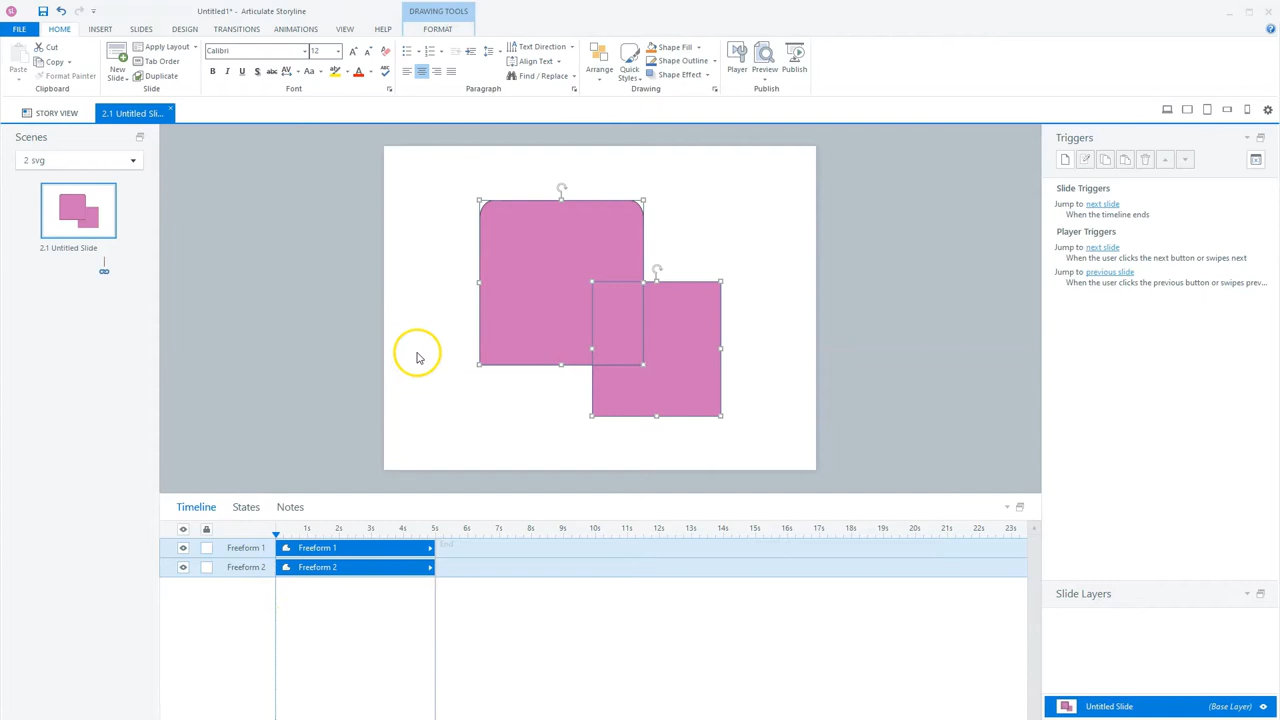 Untitled1* - Articulate Storyline
DRAWING TOOLS
FILE HOME INSERT SLIDES DESIGN TRANSITIONS ANIMATIONS VIEW HELP FORMAT
Paste
Cut
Copy
Format Painter
Clipboard
New Slide
Apply Layout
Tab Order
Duplicate
Slide
Calibri 12
B I U S abc AV Aa A
Font
Text Direction
Align Text
Find / Replace
Paragraph
Arrange
Quick Styles
Shape Fill
Shape Outline
Shape Effect
Drawing
Player
Preview
Publish
Publish
STORY VIEW
2.1 Untitled Sli...
Scenes
2 svg
2.1 Untitled Slide
Triggers
Slide Triggers
Jump to next slide
When the timeline ends
Player Triggers
Jump to next slide
When the user clicks the next button or swipes next
Jump to previous slide
When the user clicks the previous button or swipes prev...
Timeline States Notes
1s 2s 3s 4s 5s 6s 7s 8s 9s 10s 11s 12s 13s 14s 15s 16s 17s 18s 19s 20s 21s 22s 23s
Freeform 1 Freeform 1 End
Freeform 2 Freeform 2
Slide Layers
Untitled Slide (Base Layer)